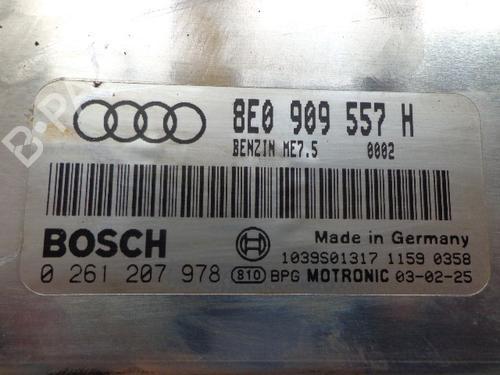 8E0 909 557 H
BENZIN ME7.5 0002
BOSCH
Made in Germany
1039S01317 1159 0358
0 261 207 978 810 BPG MOTRONIC 03-02-25
B-PA